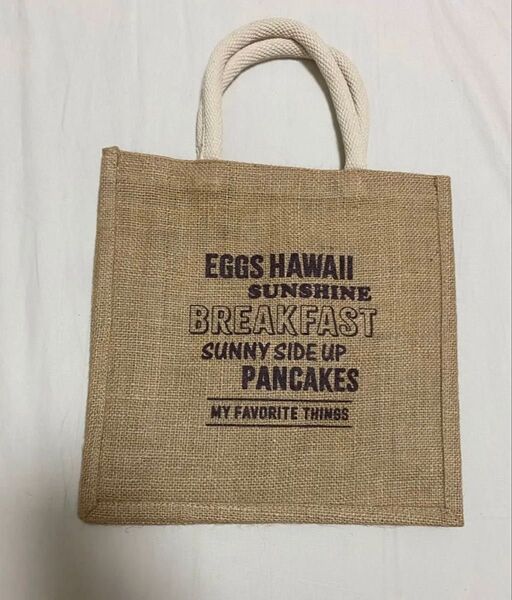 EGGS HAWAII
SUNSHINE
BREAKFAST
SUNNY SIDE UP
PANCAKES
MY FAVORITE THINGS